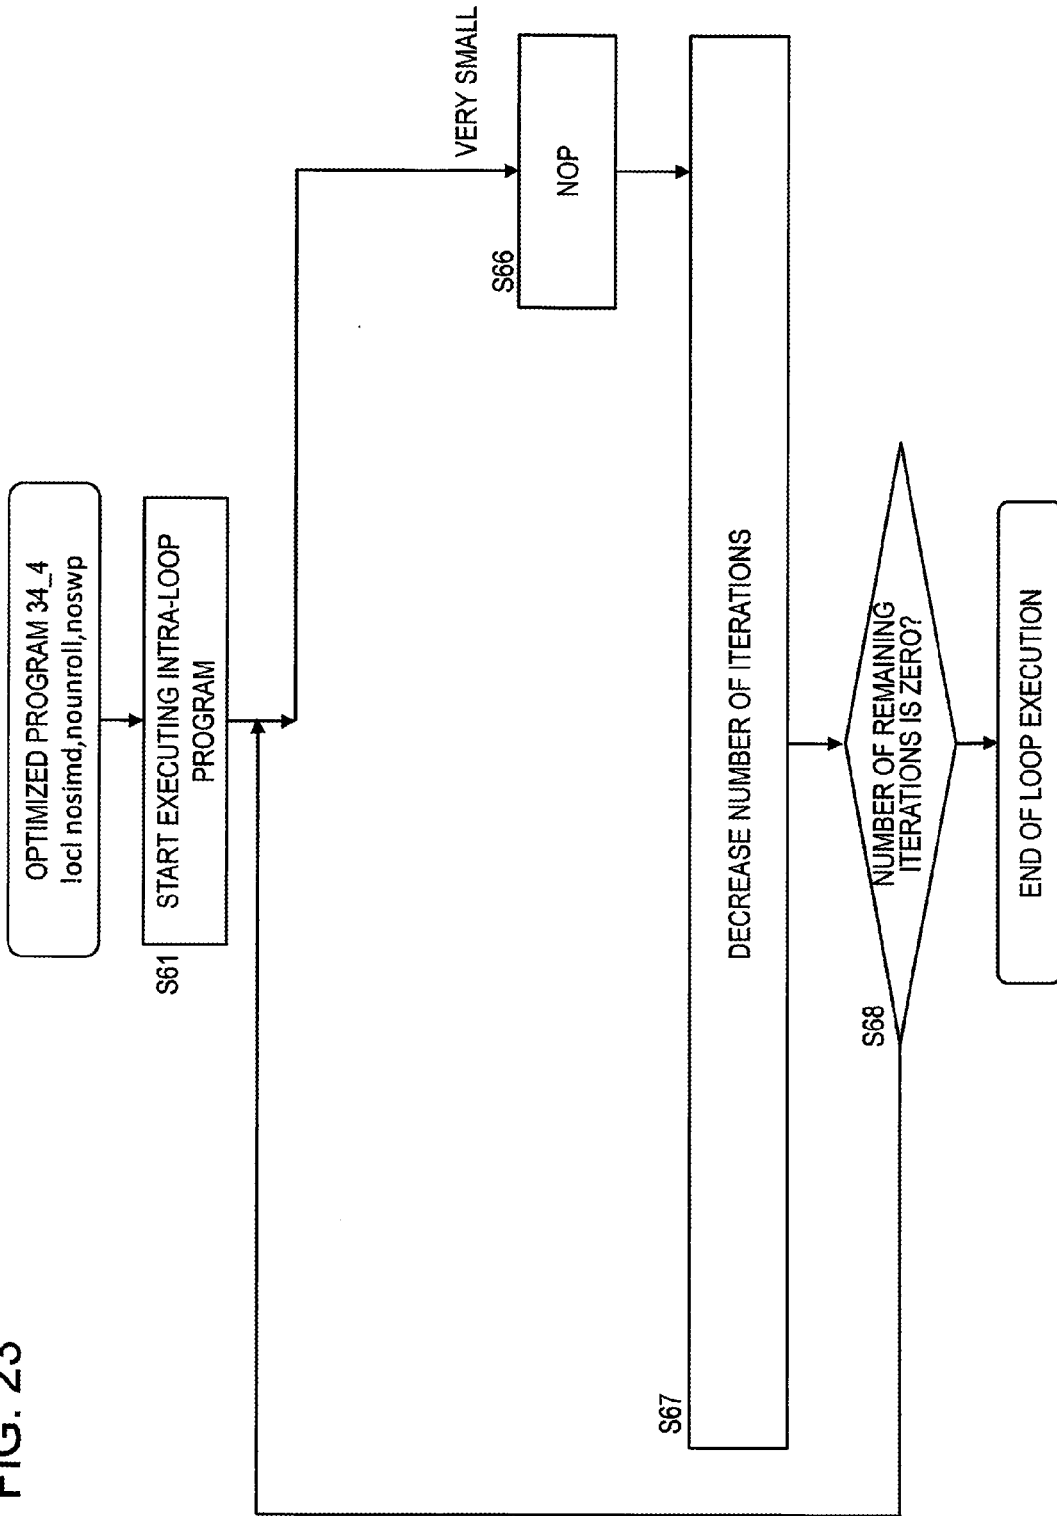 FIG. 23
OPTIMIZED PROGRAM 34_4
!ocl nosimd,nounroll,noswp
S61
START EXECUTING INTRA-LOOP
PROGRAM
VERY SMALL
S66
NOP
S67
DECREASE NUMBER OF ITERATIONS
S68
NUMBER OF REMAINING
ITERATIONS IS ZERO?
END OF LOOP EXECUTION